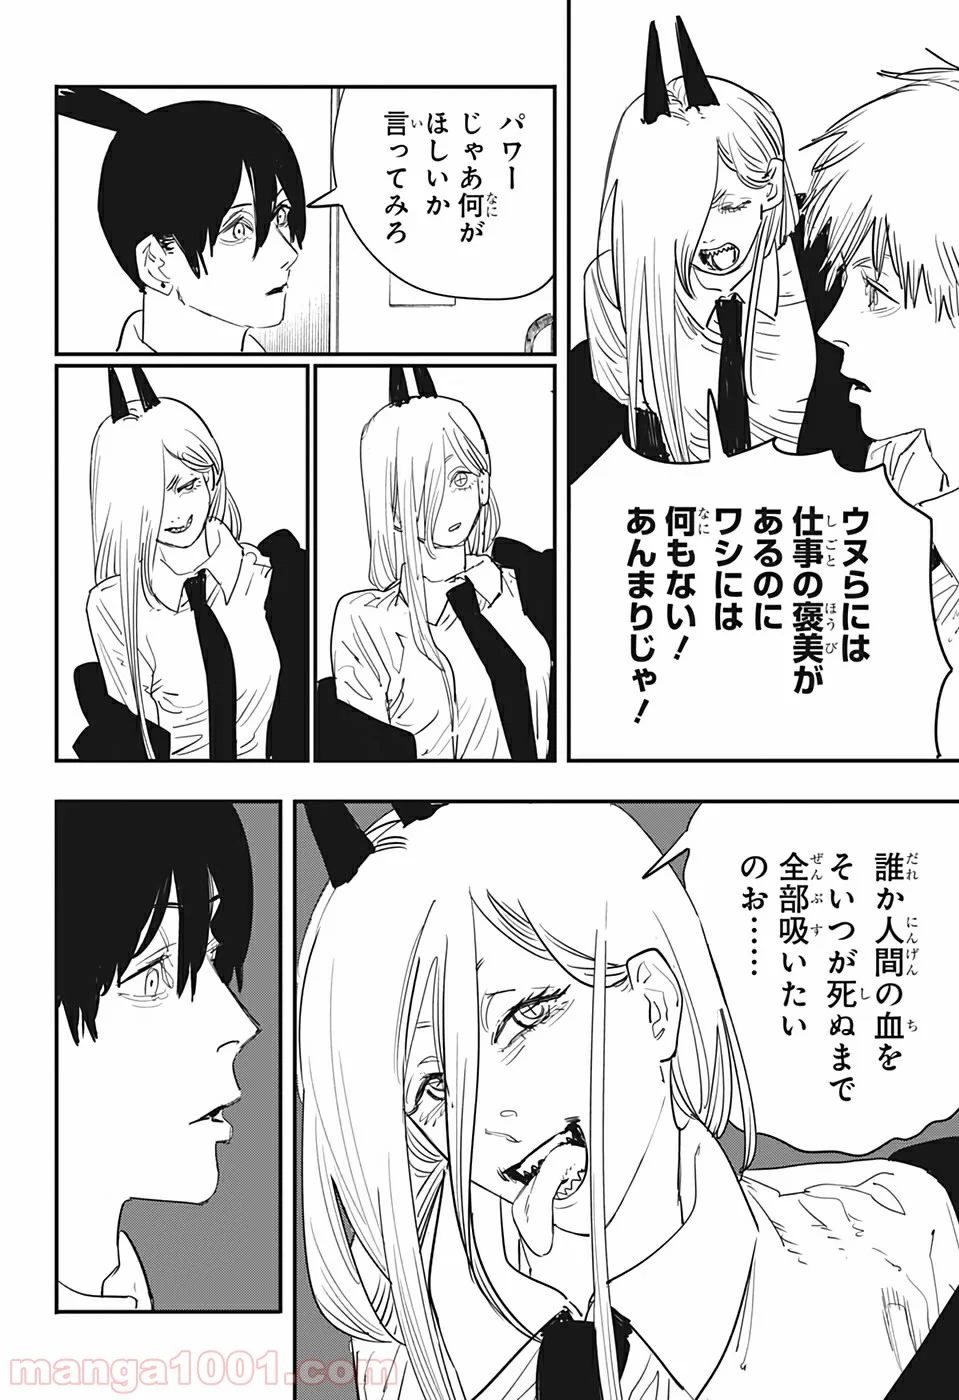 ウヌらには
仕事の褒美が
あるのに
ワシには
何もない！
あんまりじゃ！
パワー
じゃあ何が
ほしいか
言ってみろ
誰か人間の血を
そいつが死ぬまで
全部吸いたい
のお……
manga1001.com